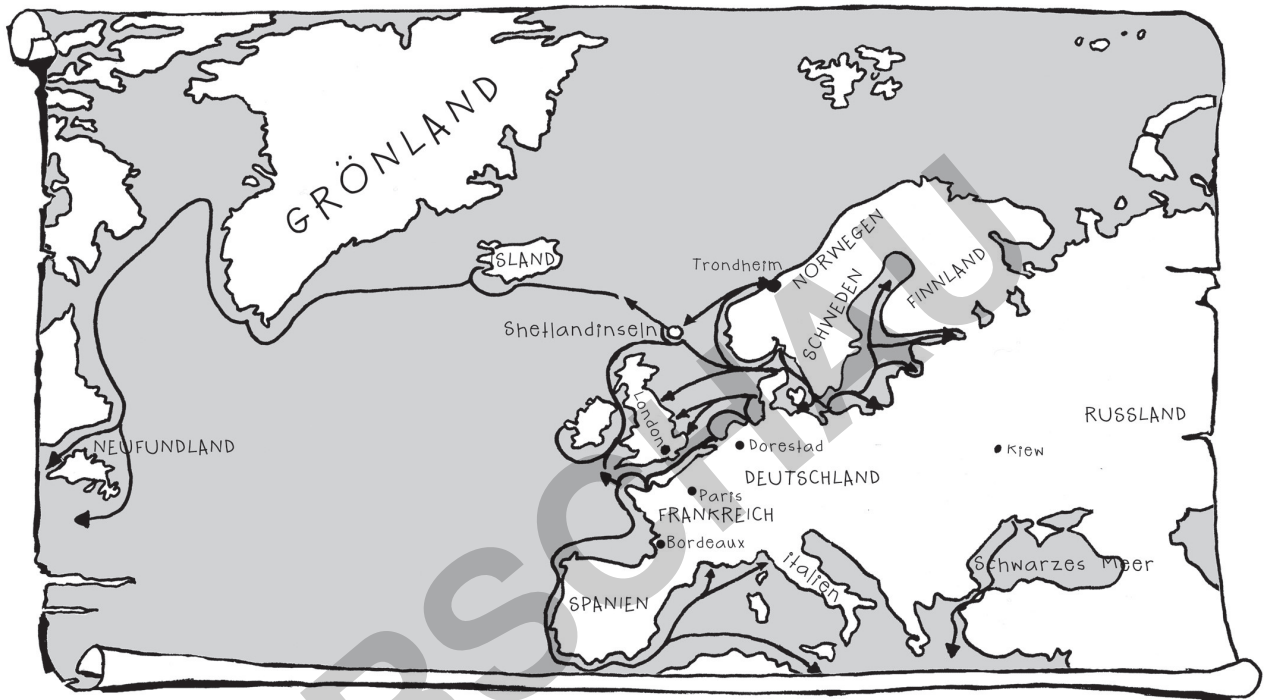 GRÖNLAND
ISLAND
Trondheim
NORWEGEN
SCHWEDEN
FINNLAND
Shetlandinseln
London
RUSSLAND
NEUFUNDLAND
Dorestad
Kiew
DEUTSCHLAND
Paris
FRANKREICH
Bordeaux
Schwarzes Meer
Italien
SPANIEN
RSCHAU